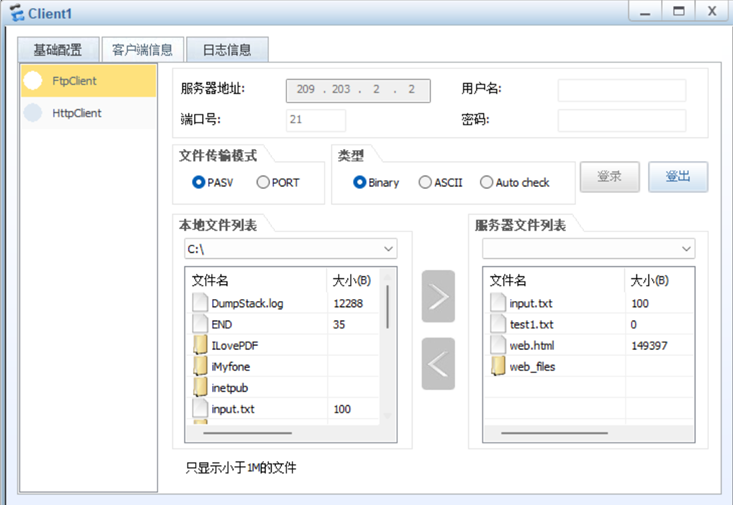 Client1
基础配置 客户端信息 日志信息
FtpClient
HttpClient
服务器地址: 209 . 203 . 2 . 2 用户名:
端口号: 21 密码:
文件传输模式 类型
PASV PORT Binary ASCII Auto check 登录 登出
本地文件列表 服务器文件列表
C:\
文件名 大小(B) 文件名 大小(B)
DumpStack.log 12288 input.txt 100
END 35 test1.txt 0
ILovePDF web.html 149397
iMyfone web_files
inetpub
input.txt 100
只显示小于1M的文件